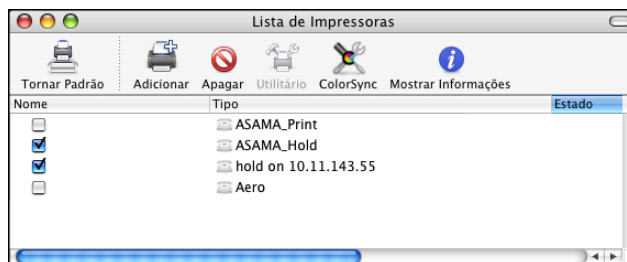 Lista de Impressoras
Tornar Padrão Adicionar Apagar Utilitário ColorSync Mostrar Informações
Nome Tipo Estado
ASAMA_Print
ASAMA_Hold
hold on 10.11.143.55
Aero